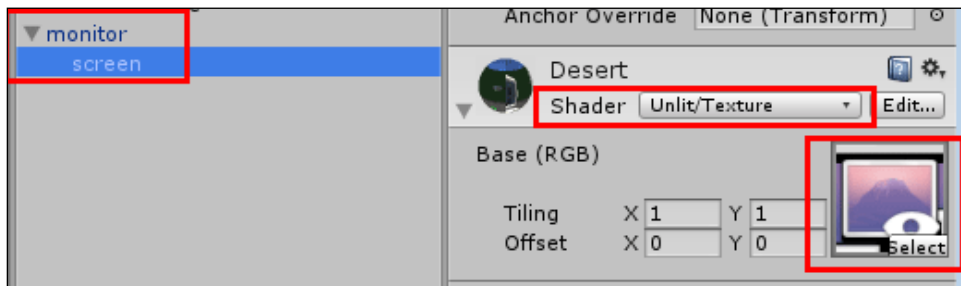 Anchor Override None (Transform)
monitor
screen
Desert
Shader Unlit/Texture Edit...
Base (RGB)
Tiling X 1 Y 1
Offset X 0 Y 0
Select